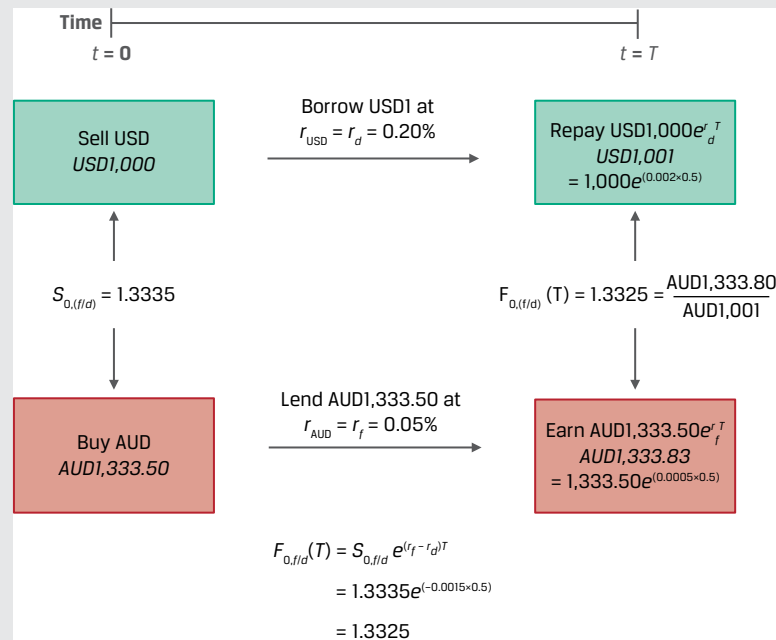 Time
t = 0
t = T
Sell USD
USD1,000
Borrow USD1 at
r_USD = r_d = 0.20%
Repay USD1,000e^{r_d T}
USD1,001
= 1,000e^(0.002×0.5)
S_0,(f/d) = 1.3335
F_0,(f/d) (T) = 1.3325 = AUD1,333.80 / AUD1,001
Buy AUD
AUD1,333.50
Lend AUD1,333.50 at
r_AUD = r_f = 0.05%
Earn AUD1,333.50e^{r_f T}
AUD1,333.83
= 1,333.50e^(0.0005×0.5)
F_0,f/d(T) = S_0,f/d e^(r_f − r_d)T
= 1.3335e^(−0.0015×0.5)
= 1.3325